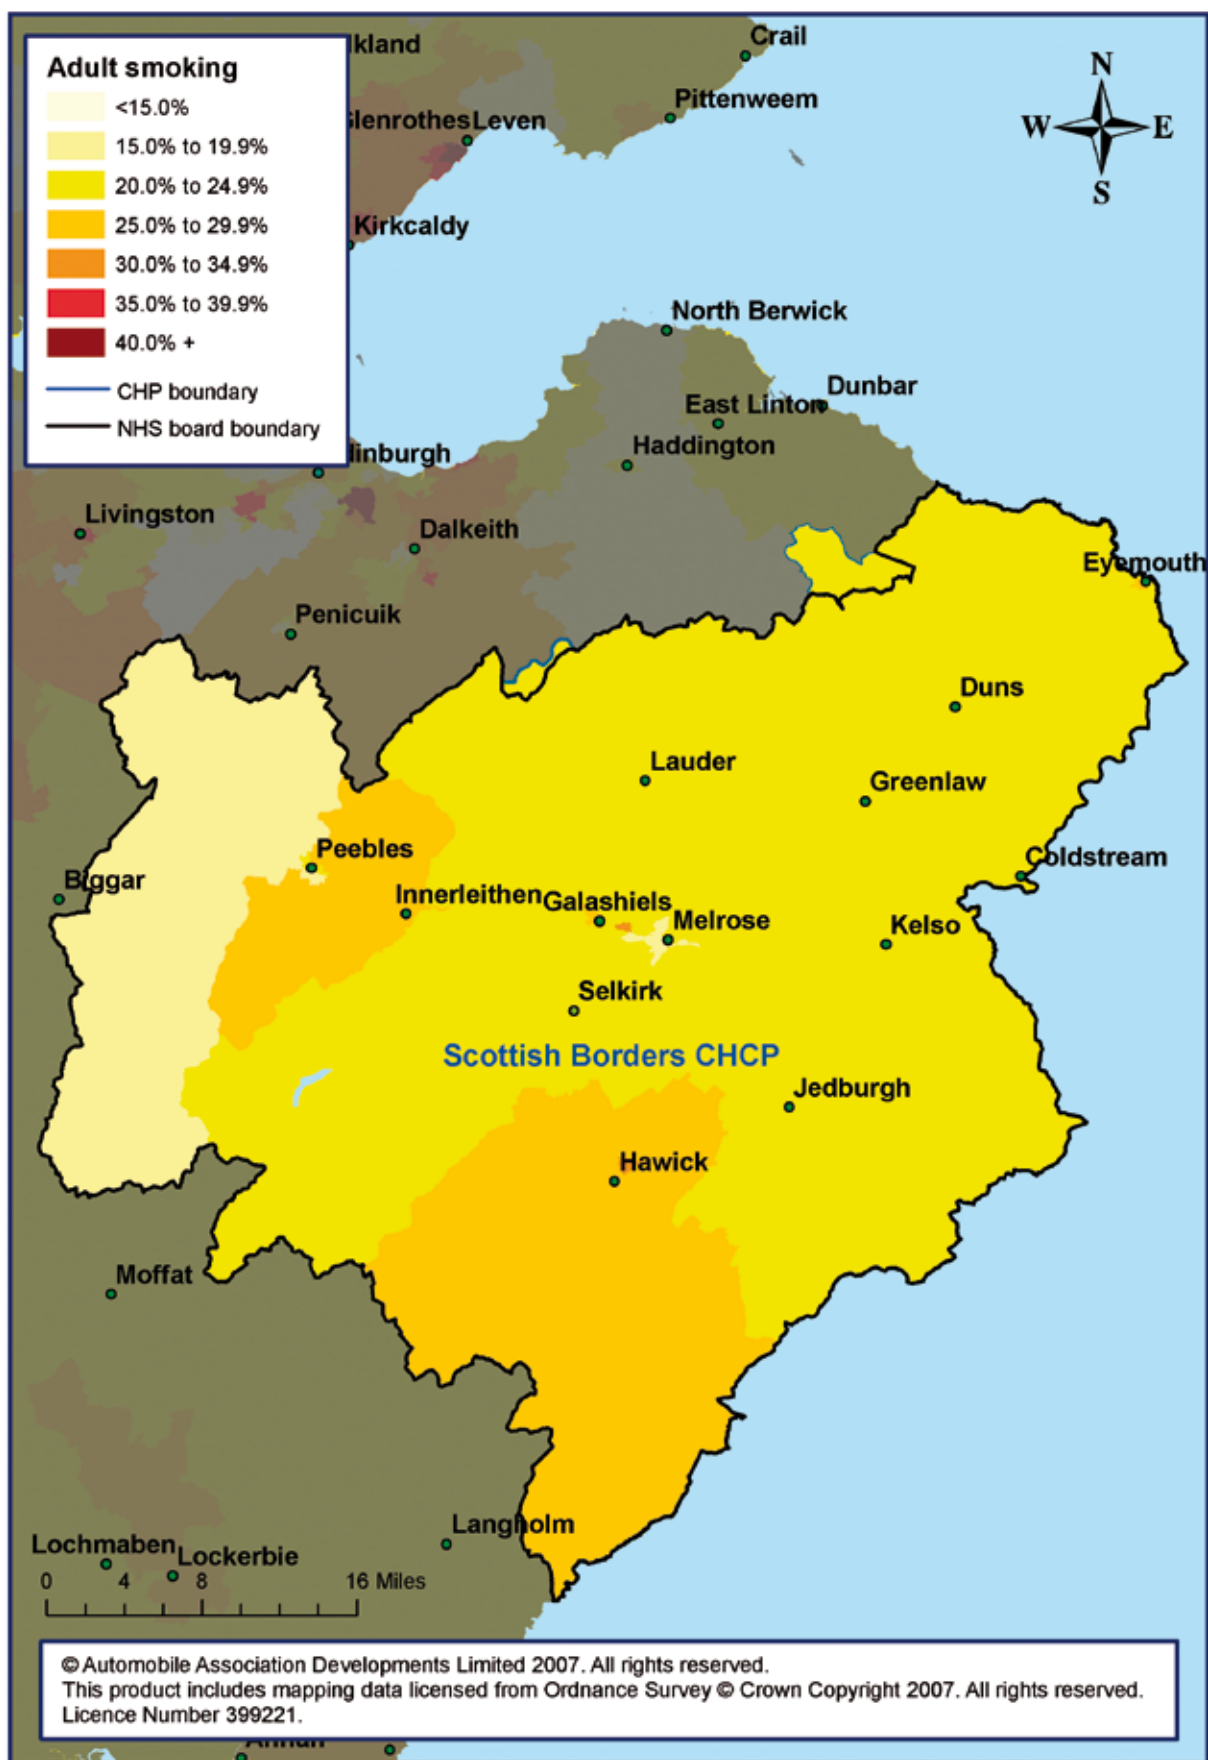 Adult smoking
<15.0%
15.0% to 19.9%
20.0% to 24.9%
25.0% to 29.9%
30.0% to 34.9%
35.0% to 39.9%
40.0% +
CHP boundary
NHS board boundary
lkland
Crail
Pittenweem
Glenrothes
Leven
Kirkcaldy
N
W
E
S
North Berwick
Dunbar
East Linton
Haddington
dinburgh
Livingston
Dalkeith
Eyemouth
Penicuik
Duns
Lauder
Greenlaw
Peebles
Coldstream
Biggar
Innerleithen
Galashiels
Melrose
Kelso
Selkirk
Scottish Borders CHCP
Jedburgh
Hawick
Moffat
Langholm
Lochmaben
Lockerbie
0 4 8 16 Miles
© Automobile Association Developments Limited 2007. All rights reserved.
This product includes mapping data licensed from Ordnance Survey © Crown Copyright 2007. All rights reserved.
Licence Number 399221.
Annan